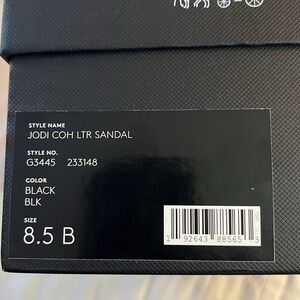 STYLE NAME
JODI COH LTR SANDAL
STYLE NO.
G3445 233148
COLOR
BLACK
BLK
SIZE
8.5 B
1 92643 88565 3